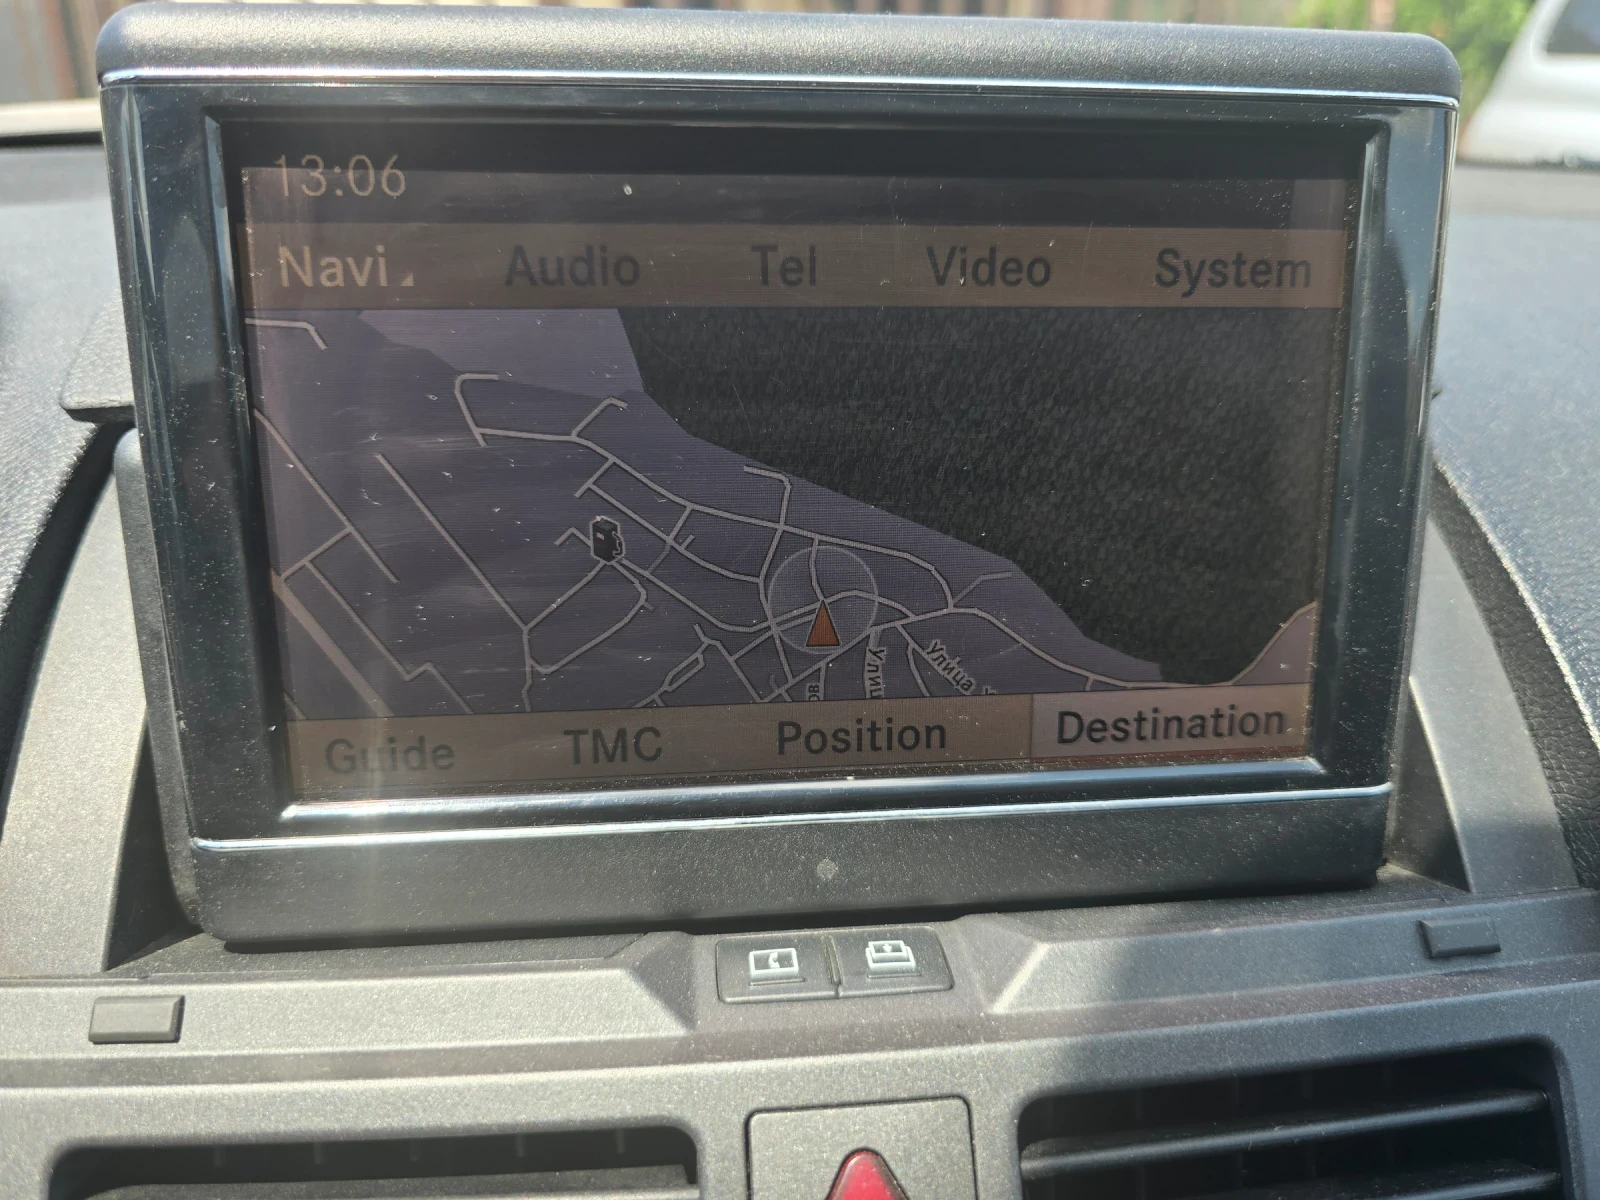 13:06
Navi Audio Tel Video System
Улица
Guide TMC Position Destination